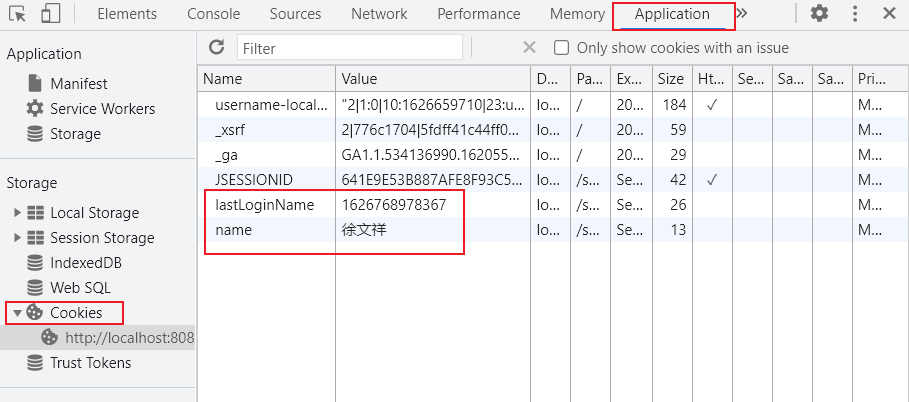 Elements Console Sources Network Performance Memory Application »
Application
Manifest
Service Workers
Storage
Storage
Local Storage
Session Storage
IndexedDB
Web SQL
Cookies
http://localhost:808
Trust Tokens
Filter Only show cookies with an issue
Name Value D... Pa... Ex... Size Ht... Se... Sa... Sa... Pri...
username-local... "2|1:0|10:1626659710|23:u... lo... / 20... 184 ✓ M...
_xsrf 2|776c1704|5fdff41c44ff0... lo... / 20... 59 M...
_ga GA1.1.534136990.162055... lo... / 20... 29 M...
JSESSIONID 641E9E53B887AFE8F93C5... lo... /s... Se... 42 ✓ M...
lastLoginName 1626768978367 lo... /s... Se... 26 M...
name 徐文祥 lo... /s... Se... 13 M...